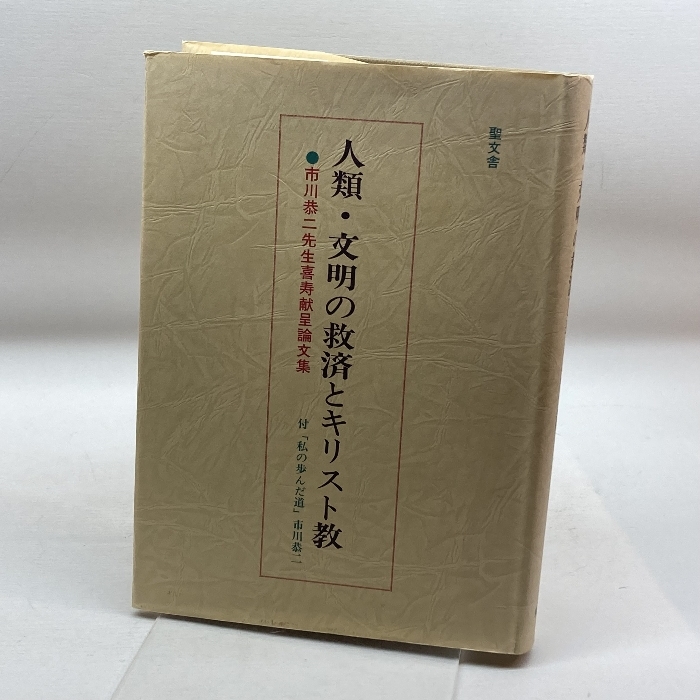 聖文舎
人類・文明の救済とキリスト教
●市川恭二先生喜寿献呈論文集
付「私の歩んだ道」市川恭二